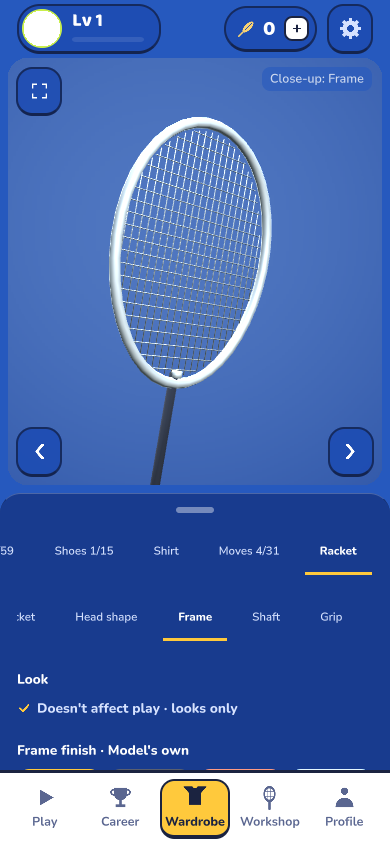 Lv 1
0 +
Close-up: Frame
/59 Shoes 1/15 Shirt Moves 4/31 Racket
cket Head shape Frame Shaft Grip
Look
Doesn't affect play · looks only
Frame finish · Model's own
Play Career Wardrobe Workshop Profile